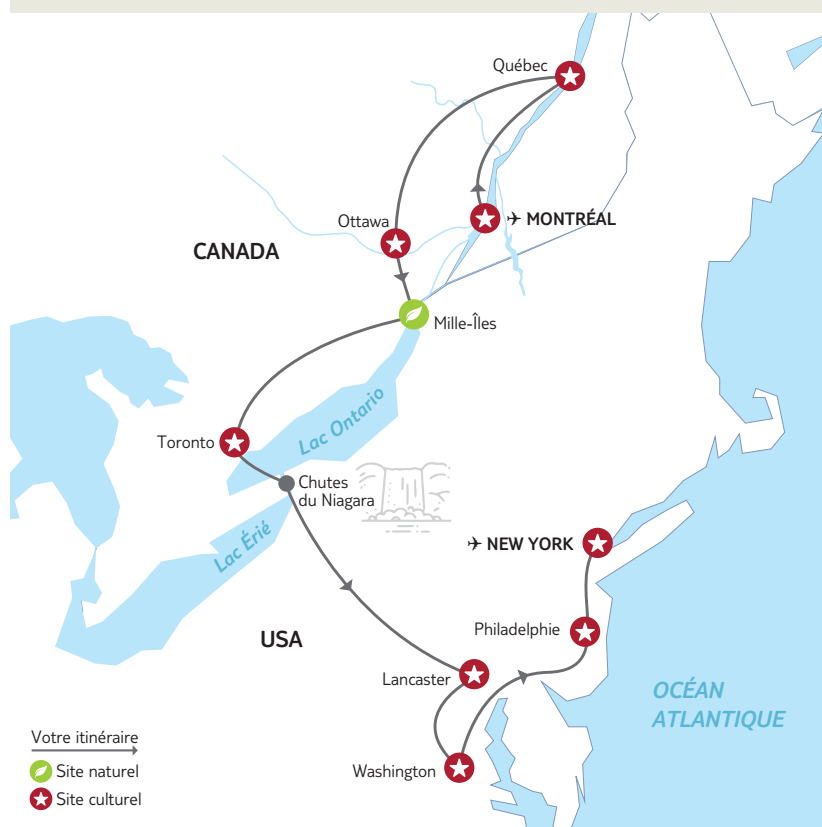 Québec
MONTRÉAL
Ottawa
CANADA
Mille-Îles
Lac Ontario
Toronto
Chutes
du Niagara
Lac Érié
NEW YORK
Philadelphie
USA
Lancaster
OCÉAN
ATLANTIQUE
Washington
Votre itinéraire
Site naturel
Site culturel